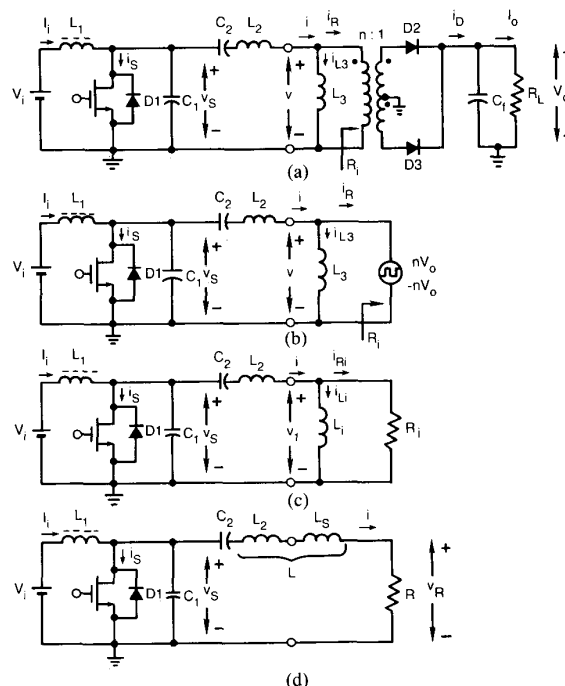 I_i L_1 C_2 L_2 i i_R n : 1 D2 i_D I_o
i_S i_L3
V_i D1 C_1 + v_S − + v − L_3 C_f R_L + V_o −
R_i D3
(a)
I_i L_1 C_2 L_2 i i_R
i_S i_L3
V_i D1 C_1 + v_S − + v − L_3 nV_o
-nV_o
R_i
(b)
I_i L_1 C_2 L_2 i i_Ri
i_S i_Li
V_i D1 C_1 + v_S − + v_1 − L_i R_i
(c)
I_i L_1 C_2 L_2 L_S i
i_S L
V_i D1 C_1 + v_S − R + v_R −
(d)